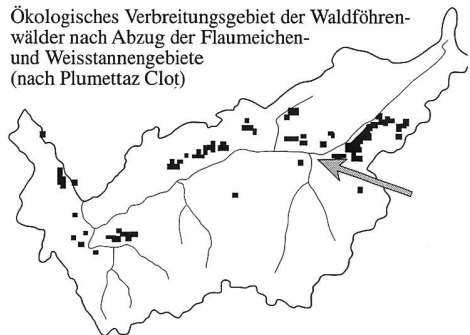 Ökologisches Verbreitungsgebiet der Waldföhren-
wälder nach Abzug der Flaumeichen-
und Weisstannengebiete
(nach Plumettaz Clot)